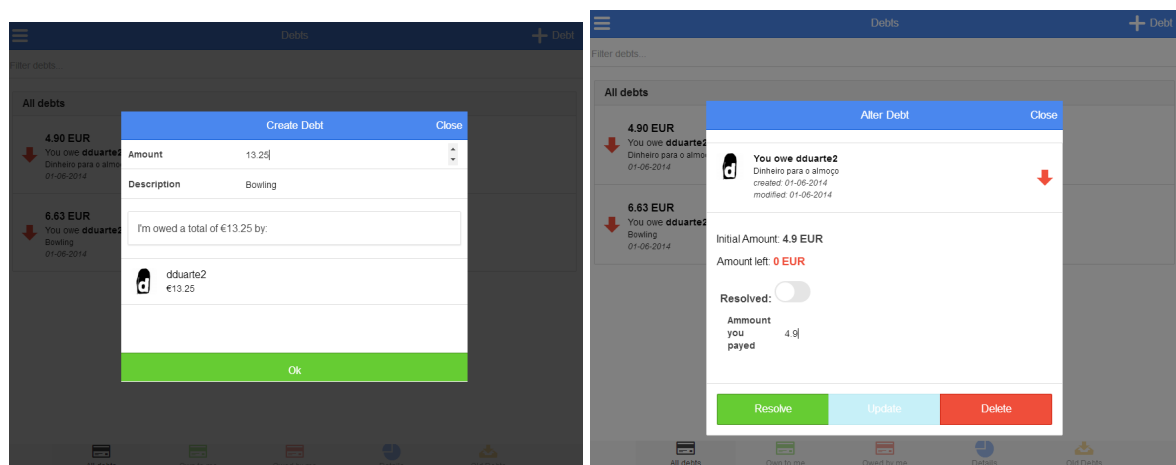 Debts
Debt
Filter debts...
All debts
4.90 EUR
You owe dduarte2
Dinheiro para o almo
01-06-2014
6.63 EUR
You owe dduarte2
Bowling
01-06-2014
Create Debt
Close
Amount
13.25
Description
Bowling
I'm owed a total of €13.25 by:
dduarte2
€13.25
Ok
All debts
Debts
Debt
Filter debts...
All debts
4.90 EUR
You owe dduarte2
Dinheiro para o almo
01-06-2014
6.63 EUR
You owe dduarte2
Bowling
01-06-2014
Alter Debt
Close
You owe dduarte2
Dinheiro para o almoço
created: 01-06-2014
modified: 01-06-2014
Initial Amount: 4.9 EUR
Amount left: 0 EUR
Resolved:
Ammount
you
payed
4.9
Resolve
Update
Delete
All debts
Own to me
Owed by me
Details
Old Debts